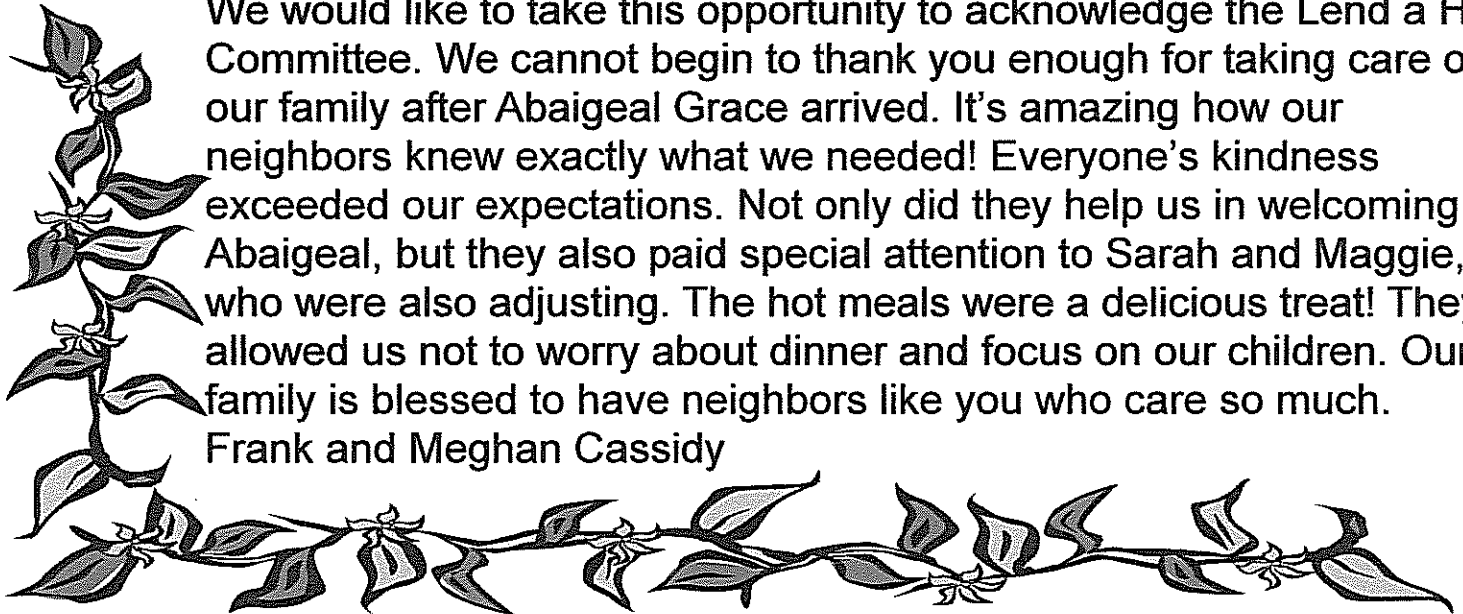 We would like to take this opportunity to acknowledge the Lend a
Committee. We cannot begin to thank you enough for taking care
our family after Abaigeal Grace arrived. It's amazing how our
neighbors knew exactly what we needed! Everyone's kindness
exceeded our expectations. Not only did they help us in welcoming
Abaigeal, but they also paid special attention to Sarah and Maggie,
who were also adjusting. The hot meals were a delicious treat! They
allowed us not to worry about dinner and focus on our children. Our
family is blessed to have neighbors like you who care so much.
Frank and Meghan Cassidy